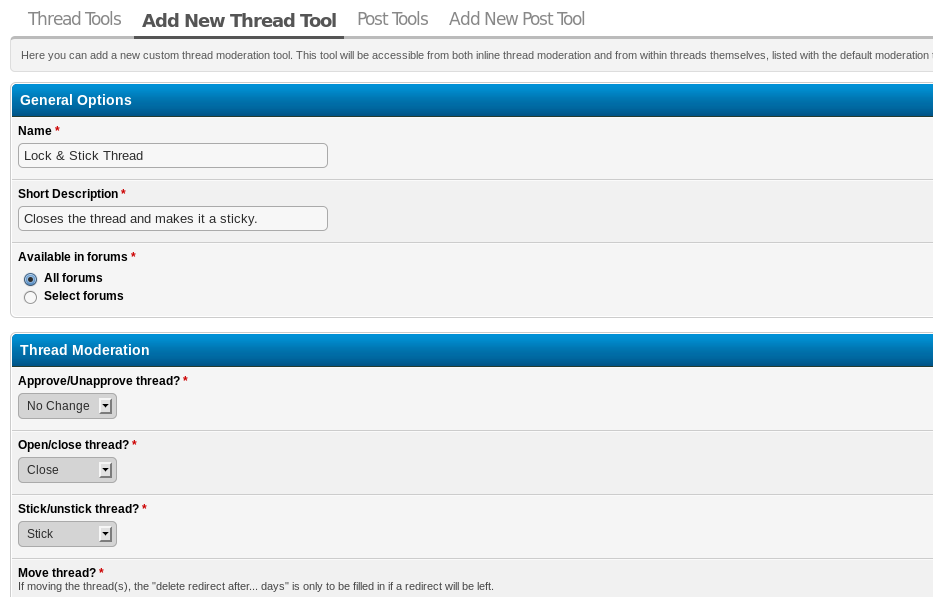 Thread Tools Add New Thread Tool Post Tools Add New Post Tool
Here you can add a new custom thread moderation tool. This tool will be accessible from both inline thread moderation and from within threads themselves, listed with the default moderation
General Options
Name *
Lock & Stick Thread
Short Description *
Closes the thread and makes it a sticky.
Available in forums *
All forums
Select forums
Thread Moderation
Approve/Unapprove thread? *
No Change
Open/close thread? *
Close
Stick/unstick thread? *
Stick
Move thread? *
If moving the thread(s), the "delete redirect after... days" is only to be filled in if a redirect will be left.